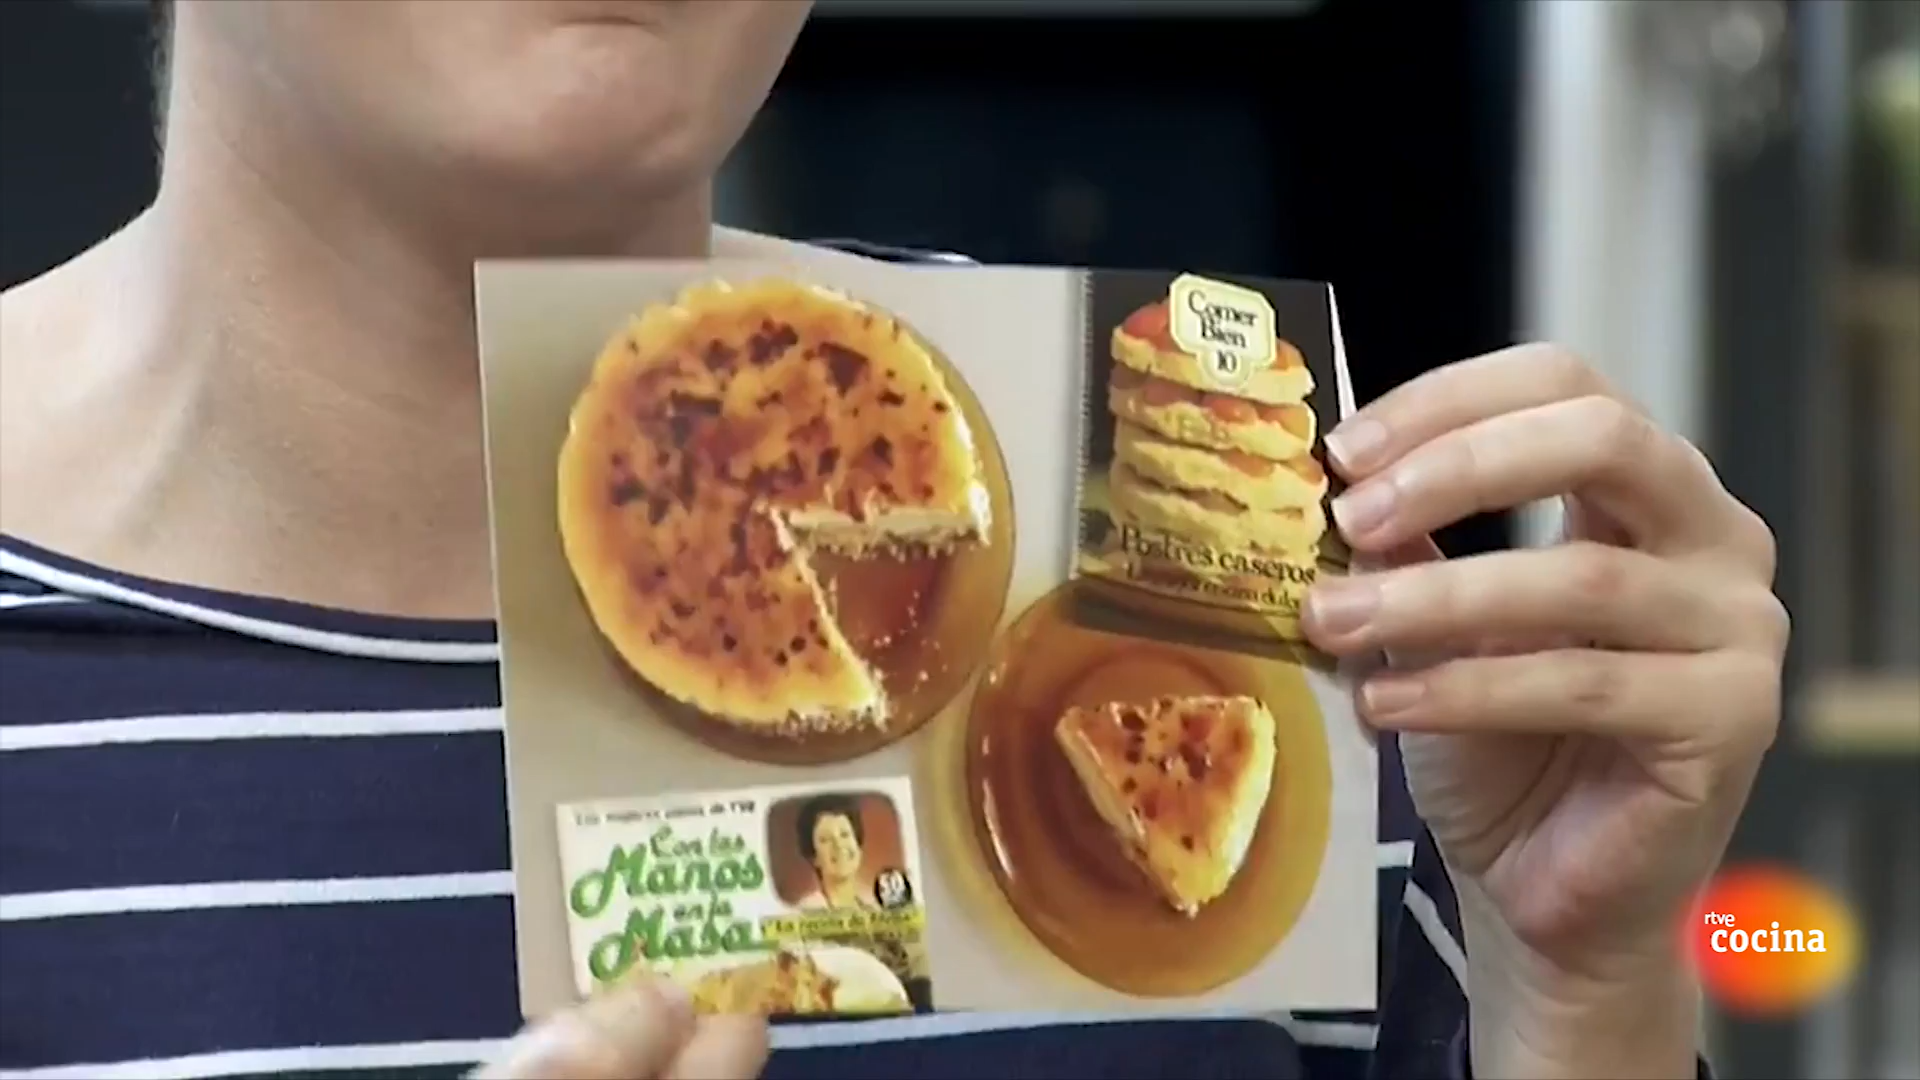 Comer
Bien
10
Postres caseros
Con las
Manos
en la
Masa
rtve
cocina